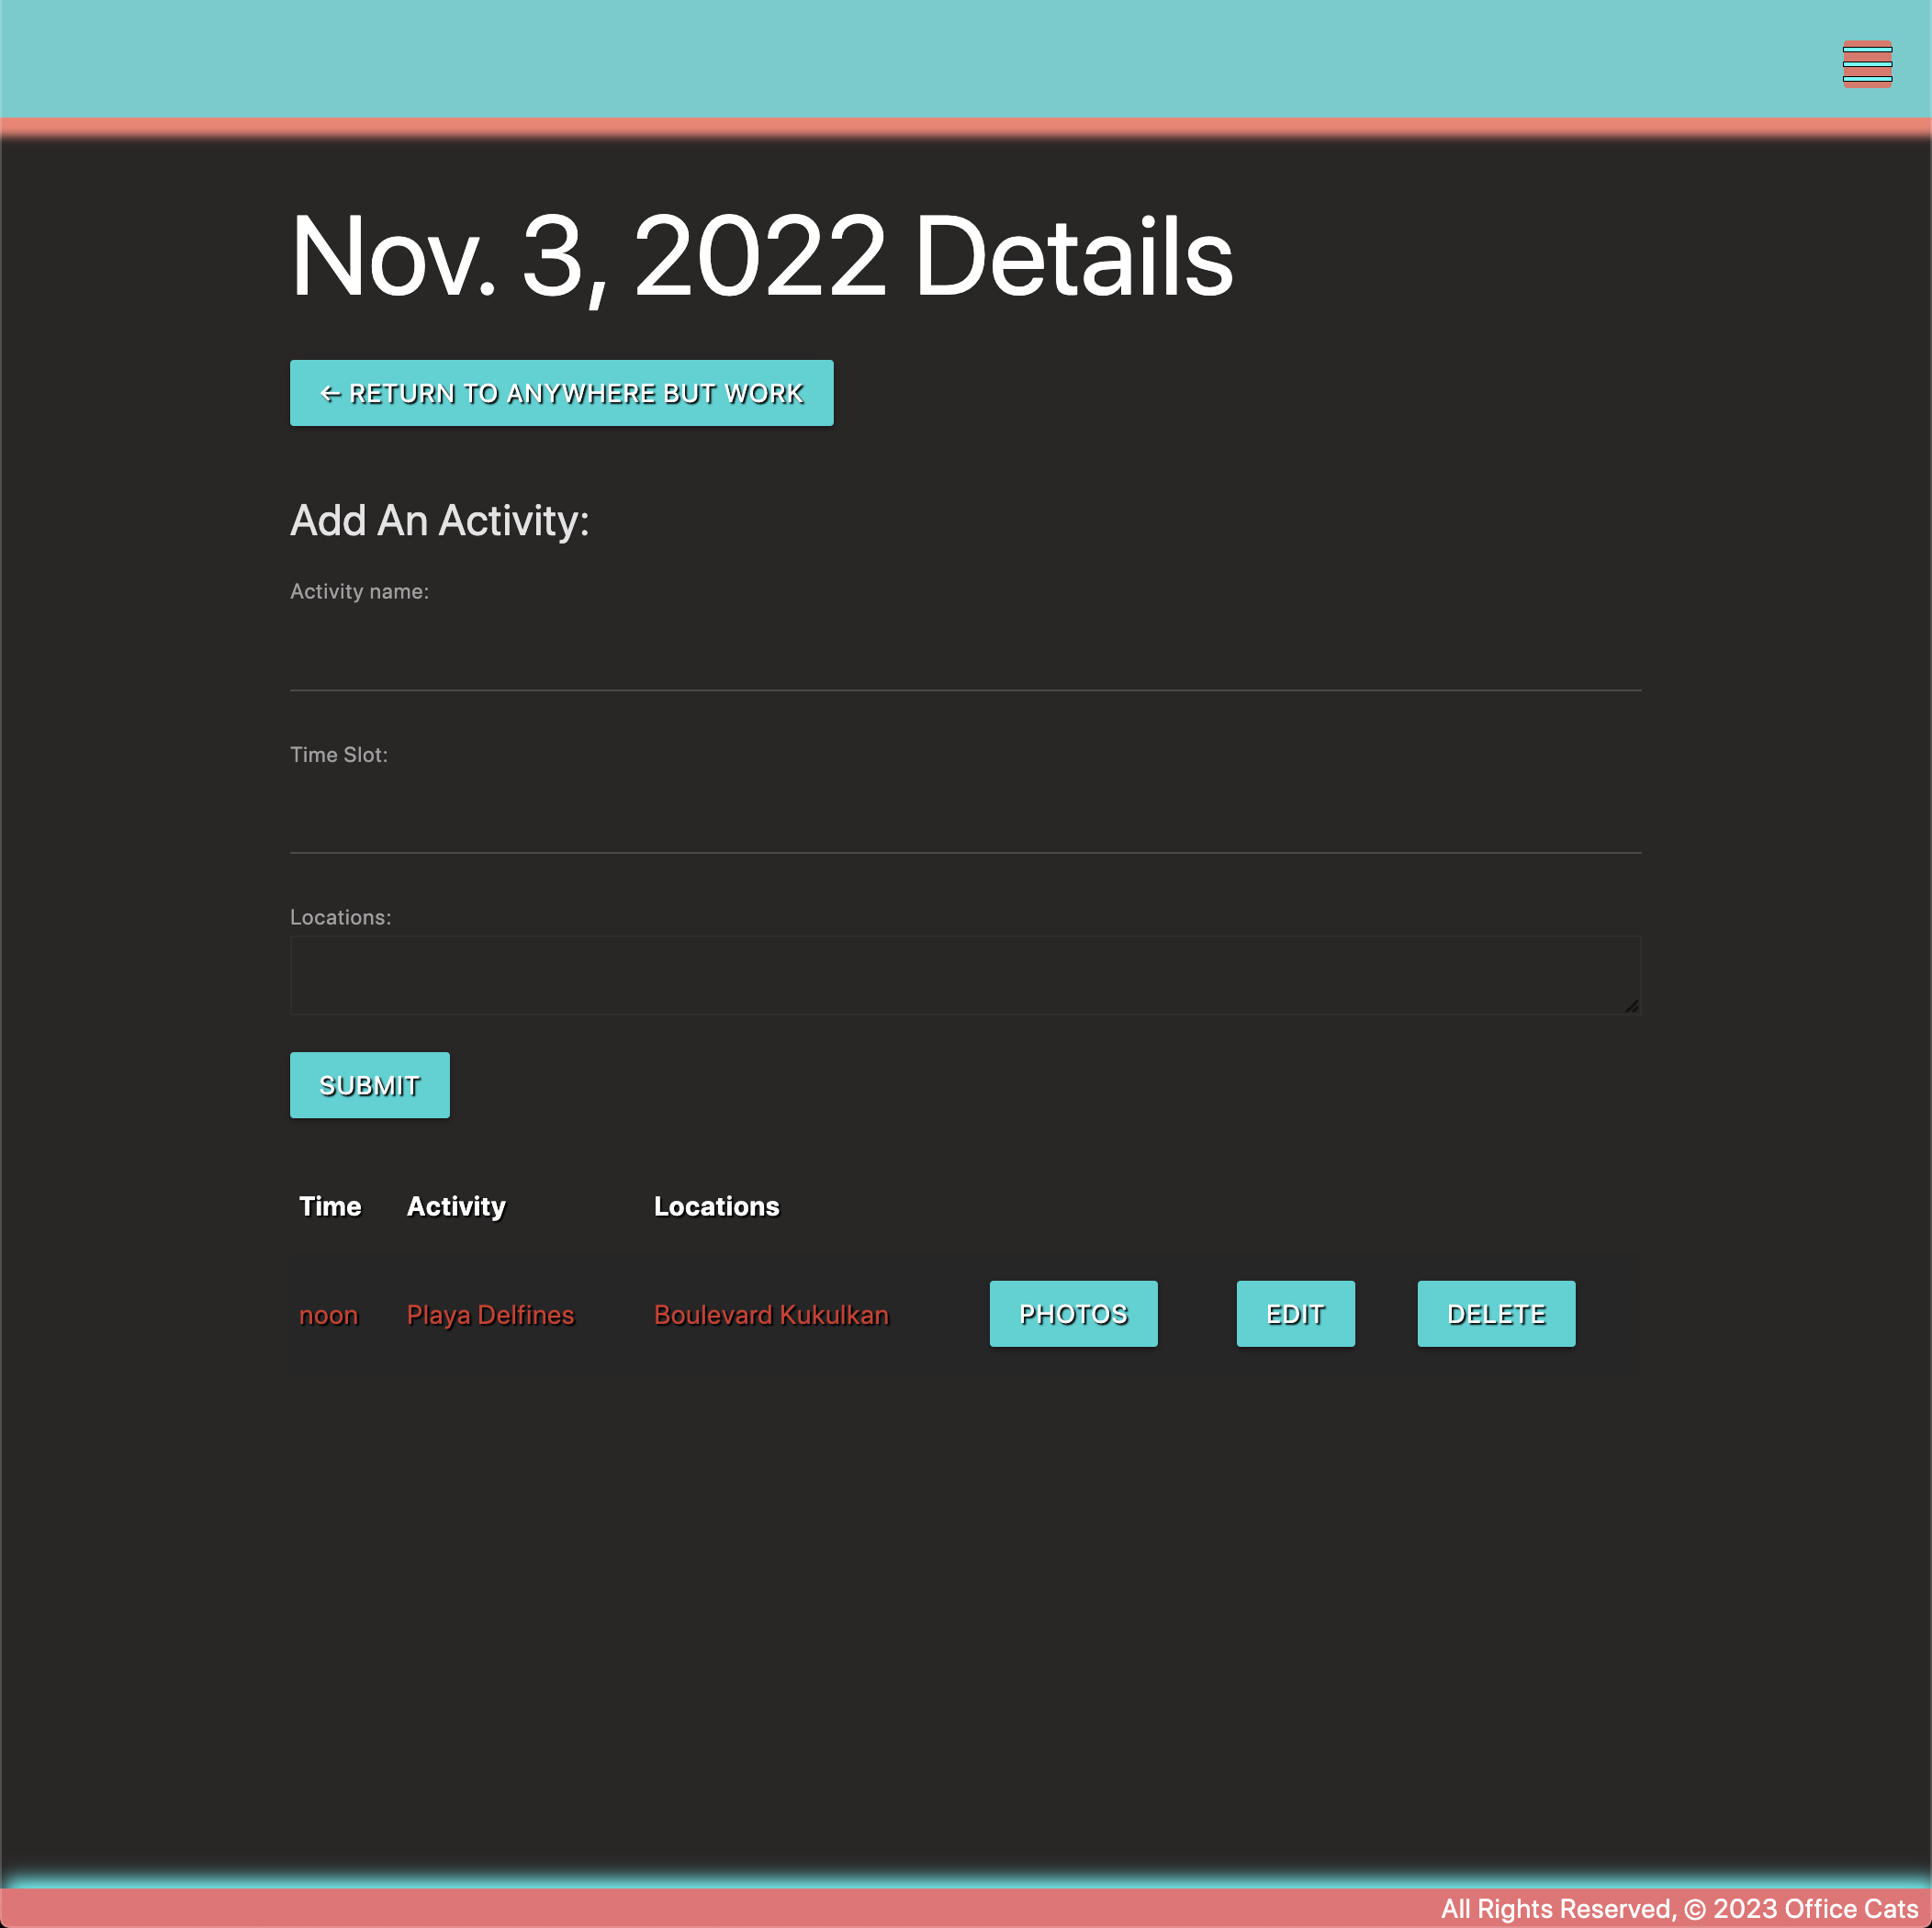 Nov. 3, 2022 Details
← RETURN TO ANYWHERE BUT WORK
Add An Activity:
Activity name:
Time Slot:
Locations:
SUBMIT
Time Activity Locations
noon Playa Delfines Boulevard Kukulkan PHOTOS EDIT DELETE
All Rights Reserved, © 2023 Office Cats